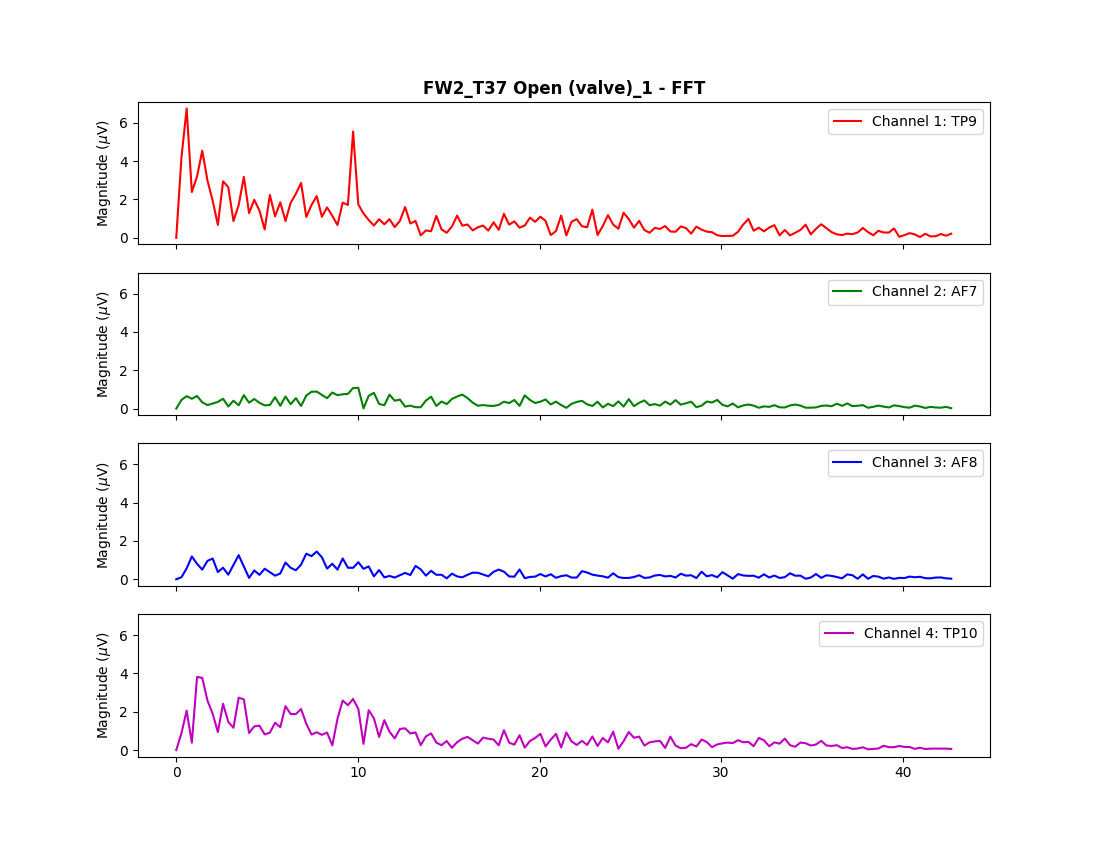 FW2_T37 Open (valve)_1 - FFT
Magnitude (μV)
6
4
2
0
Channel 1: TP9
Magnitude (μV)
6
4
2
0
Channel 2: AF7
Magnitude (μV)
6
4
2
0
Channel 3: AF8
Magnitude (μV)
6
4
2
0
Channel 4: TP10
0 10 20 30 40